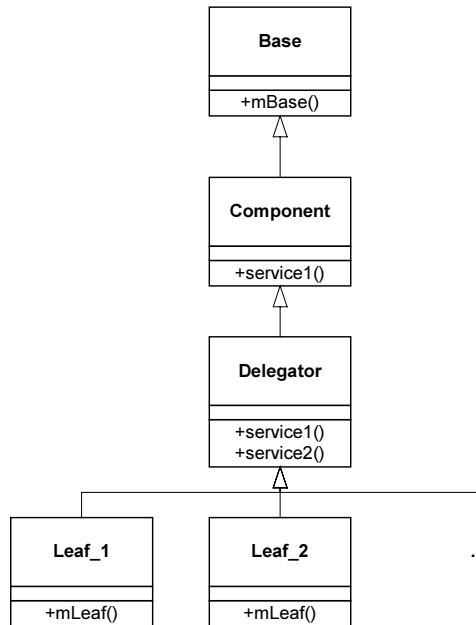 Base
+mBase()
Component
+service1()
Delegator
+service1()
+service2()
Leaf_1
Leaf_2
.
+mLeaf()
+mLeaf()